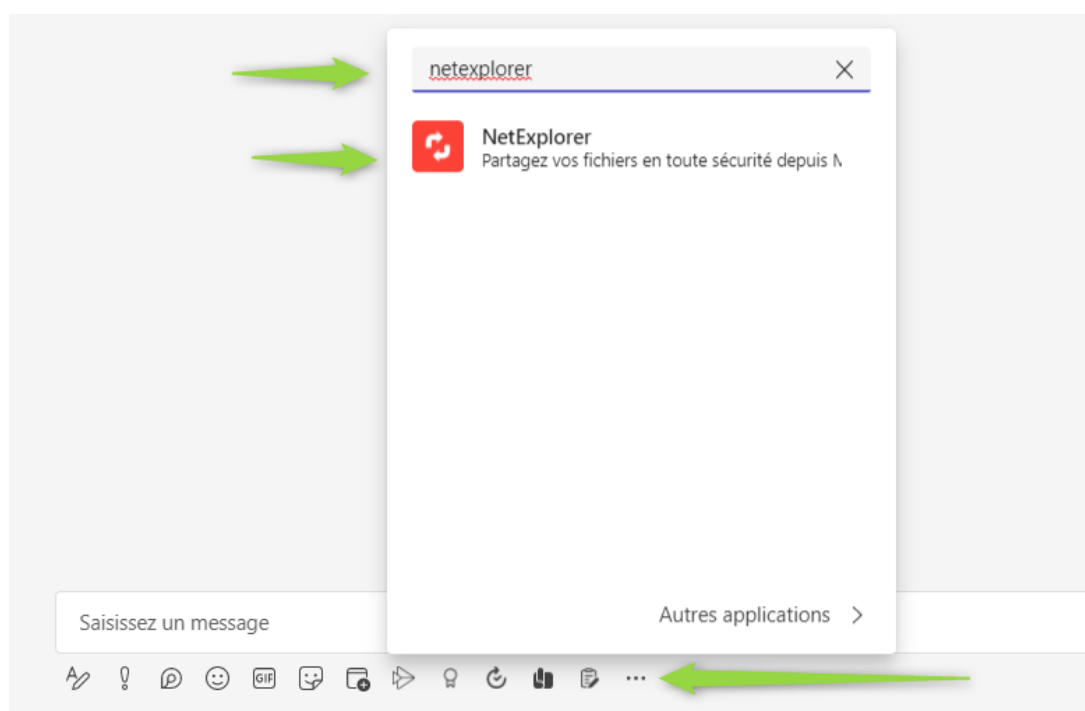 netexplorer
NetExplorer
Partagez vos fichiers en toute sécurité depuis
Autres applications
Saisissez un message
GIF